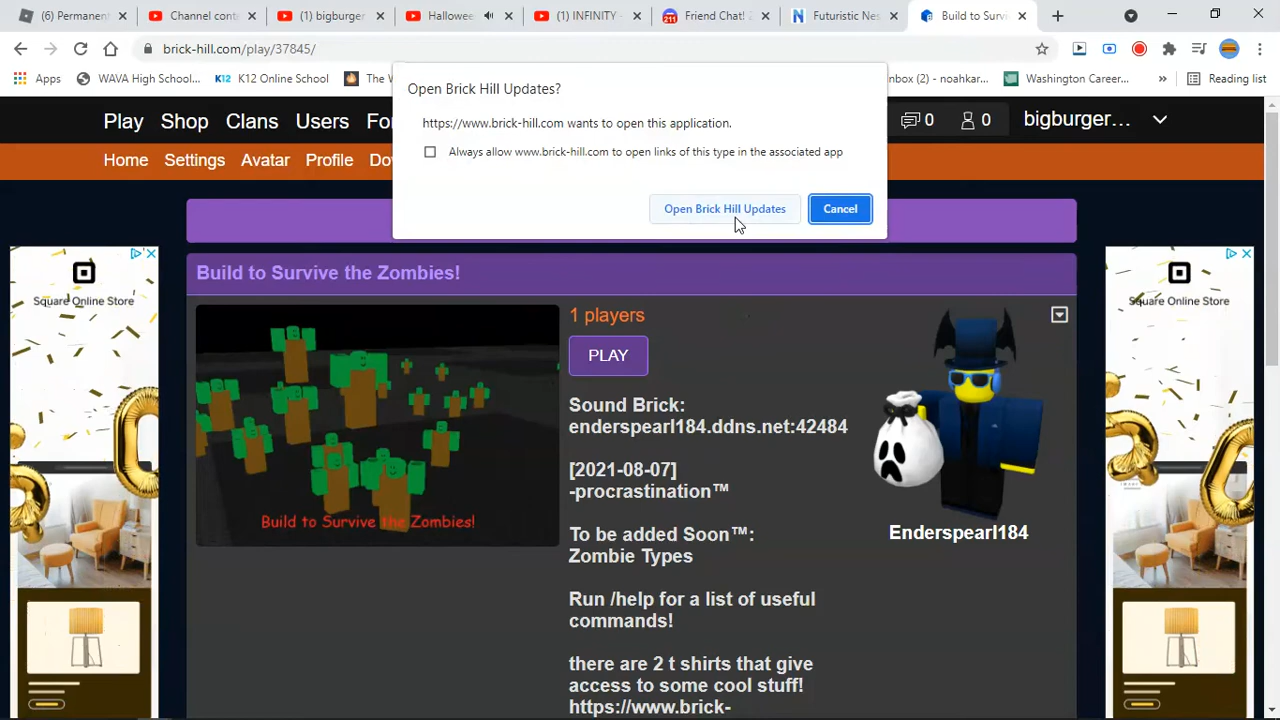 Permanent
Channel cont
(1) bigburger
Hallowee
(1) INFINITY -
211
Friend Chat! 2
Futuristic Nes
Build to Surv
brick-hill.com/play/37845/
Apps
WAVA High School...
K12
K12 Online School
The W
Inbox (2) - noahkar...
Washington Career...
»
Reading list
Open Brick Hill Updates?
https://www.brick-hill.com wants to open this application.
Always allow www.brick-hill.com to open links of this type in the associated app
Open Brick Hill Updates
Cancel
Play Shop Clans Users Fo
0
0
bigburger...
Home Settings Avatar Profile Do
Build to Survive the Zombies!
1 players
PLAY
Build to Survive the Zombies!
Sound Brick:
enderspearl184.ddns.net:42484
[2021-08-07]
-procrastination™
To be added Soon™:
Zombie Types
Run /help for a list of useful
commands!
there are 2 t shirts that give
access to some cool stuff!
https://www.brick-
Enderspearl184
Square Online Store
Square Online Store